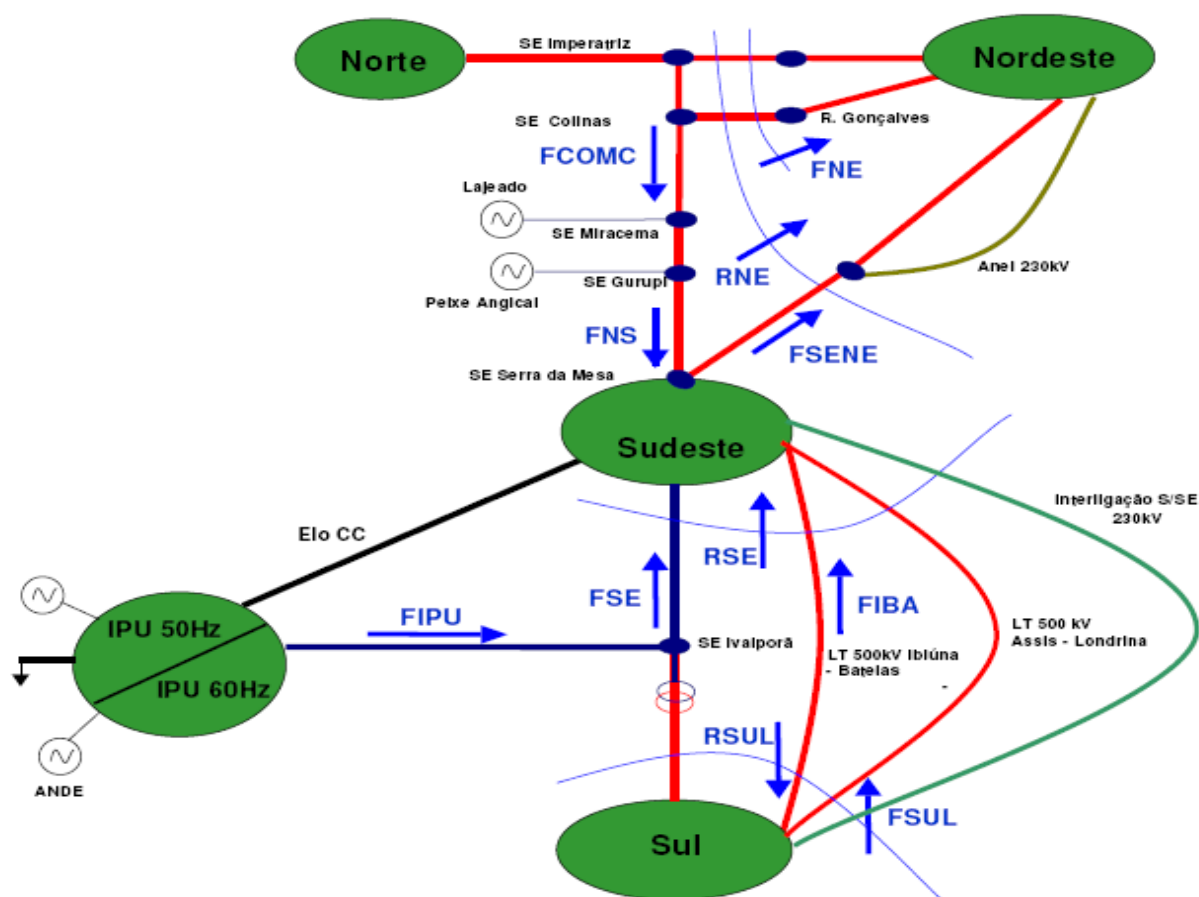 SE Imperatriz
Norte
Nordeste
SE Colinas
R. Gonçalves
FCOMC
FNE
Lajeado
SE Miracema
RNE
Anel 230kV
SE Gurupi
Peixe Angical
FNS
FSENE
SE Serra da Mesa
Sudeste
Interligação S/SE
230kV
Elo CC
RSE
FSE
FIBA
FIPU
IPU 50Hz
LT 500 kV
Assis - Londrina
SE Ivaiporã
LT 500kV Ibiúna
- Bateias
IPU 60Hz
-
RSUL
ANDE
FSUL
Sul